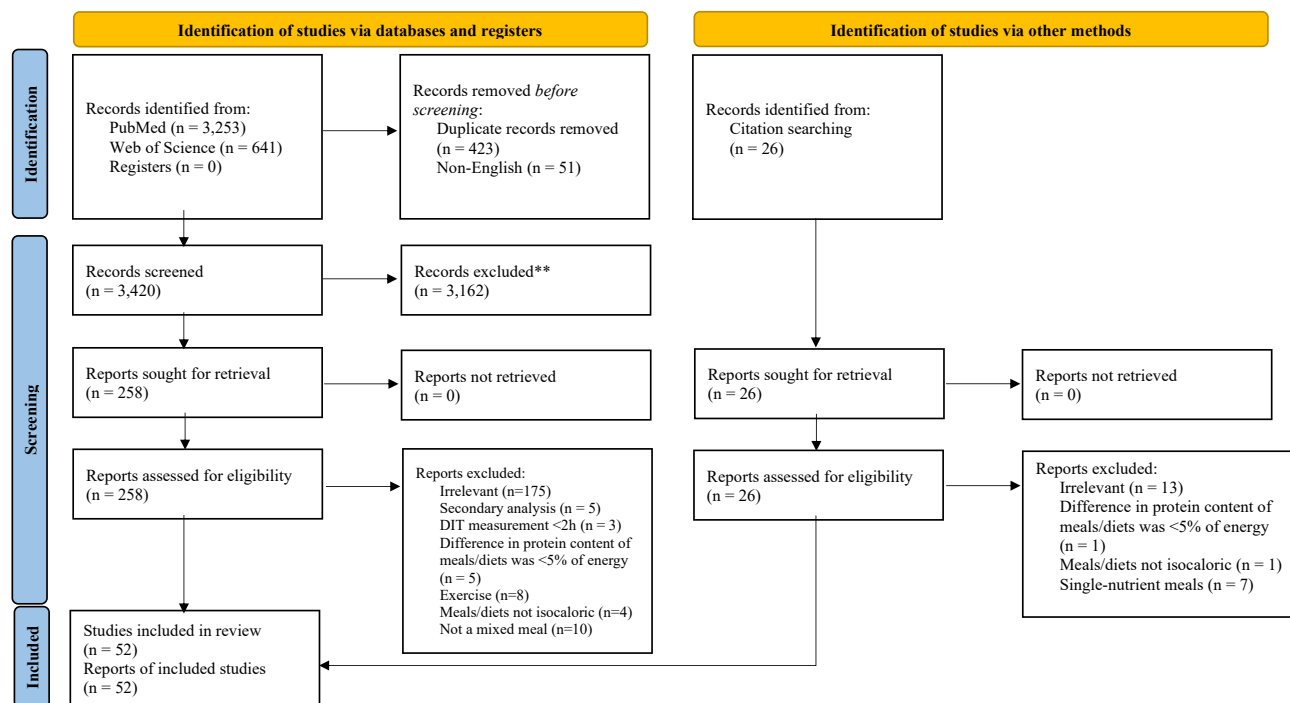 Identification of studies via databases and registers
Identification of studies via other methods
Identification
Records identified from:
PubMed (n = 3,253)
Web of Science (n = 641)
Registers (n = 0)
Records removed before
screening:
Duplicate records removed
(n = 423)
Non-English (n = 51)
Records identified from:
Citation searching
(n = 26)
Screening
Records screened
(n = 3,420)
Records excluded**
(n = 3,162)
Reports sought for retrieval
(n = 258)
Reports not retrieved
(n = 0)
Reports sought for retrieval
(n = 26)
Reports not retrieved
(n = 0)
Reports assessed for eligibility
(n = 258)
Reports excluded:
Irrelevant (n=175)
Secondary analysis (n = 5)
DIT measurement <2h (n = 3)
Difference in protein content of
meals/diets was <5% of energy
(n = 5)
Exercise (n=8)
Meals/diets not isocaloric (n=4)
Not a mixed meal (n=10)
Reports assessed for eligibility
(n = 26)
Reports excluded:
Irrelevant (n = 13)
Difference in protein content of
meals/diets was <5% of energy
(n = 1)
Meals/diets not isocaloric (n = 1)
Single-nutrient meals (n = 7)
Included
Studies included in review
(n = 52)
Reports of included studies
(n = 52)